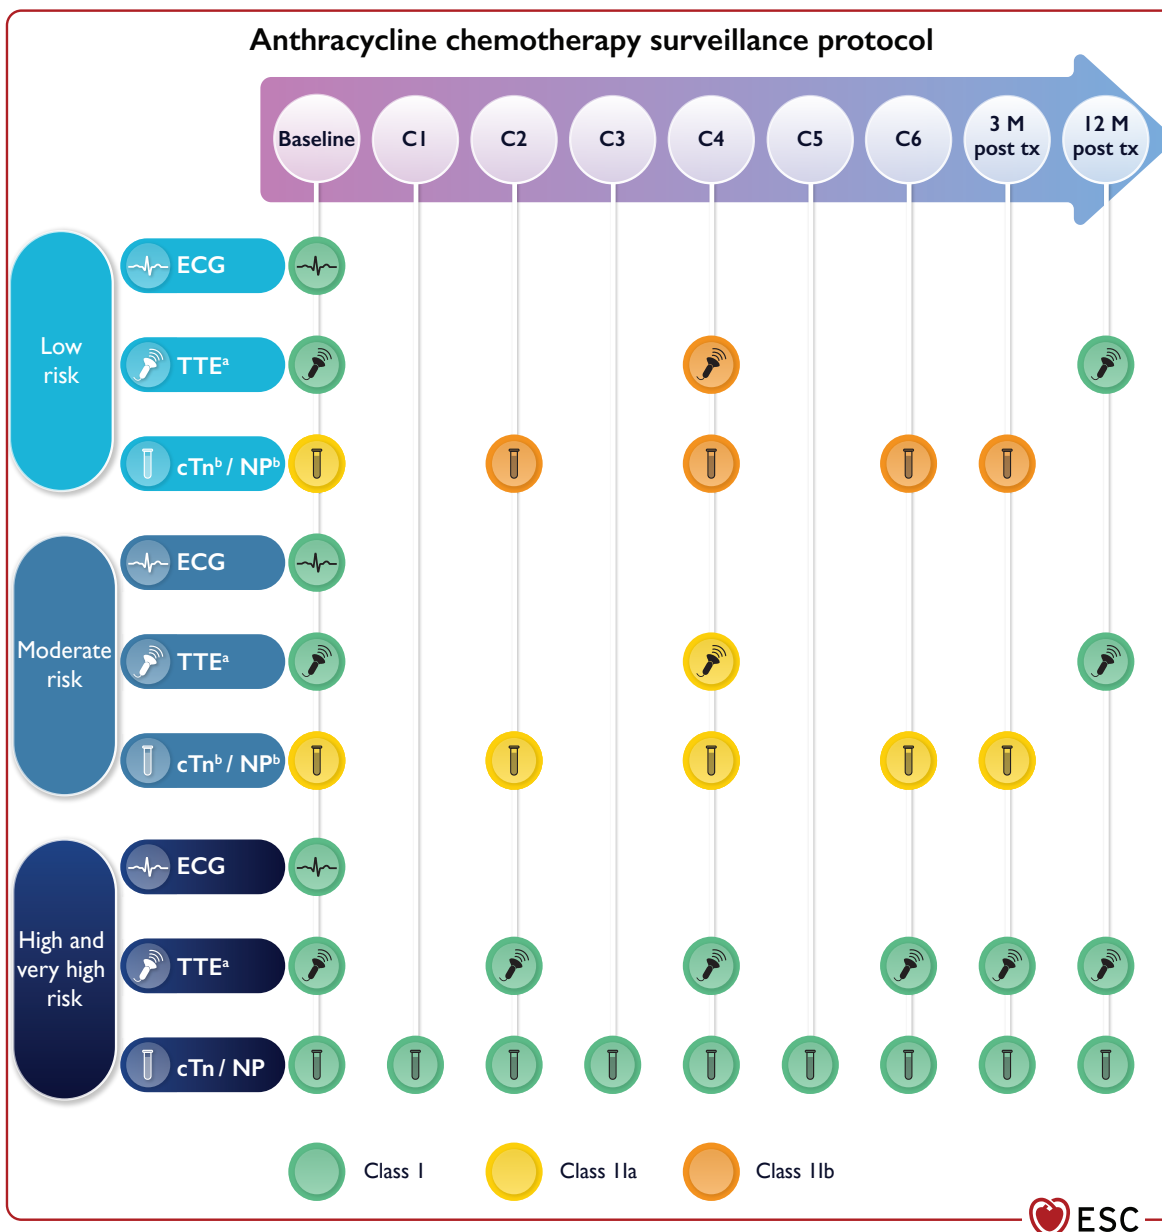 Anthracycline chemotherapy surveillance protocol
Baseline
C1
C2
C3
C4
C5
C6
3 M
post tx
12 M
post tx
Low
risk
ECG
TTEᵃ
cTnᵇ / NPᵇ
Moderate
risk
ECG
TTEᵃ
cTnᵇ / NPᵇ
High and
very high
risk
ECG
TTEᵃ
cTn / NP
Class I
Class IIa
Class IIb
ESC